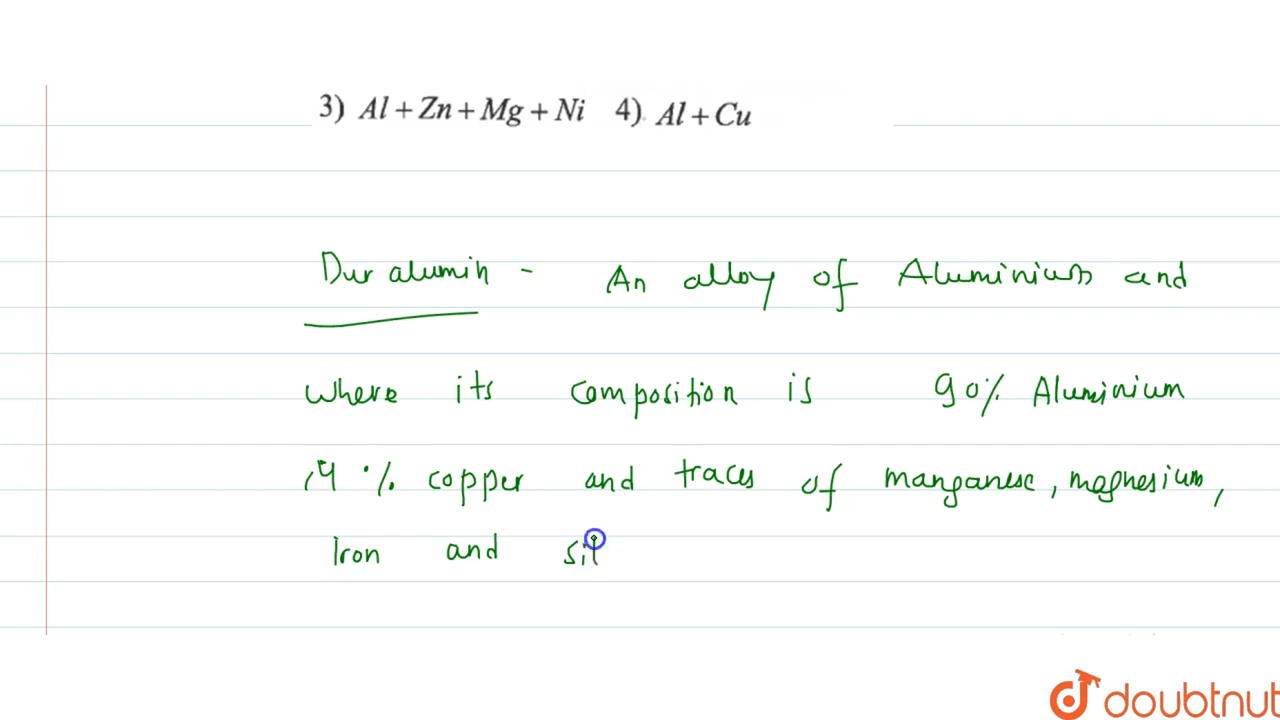 3) Al + Zn + Mg + Ni 4) Al + Cu
Duralumin - An alloy of Aluminium and
where its composition is 90% Aluminium
,4 % copper and traces of manganese, magnesium,
Iron and sil
doubtnut